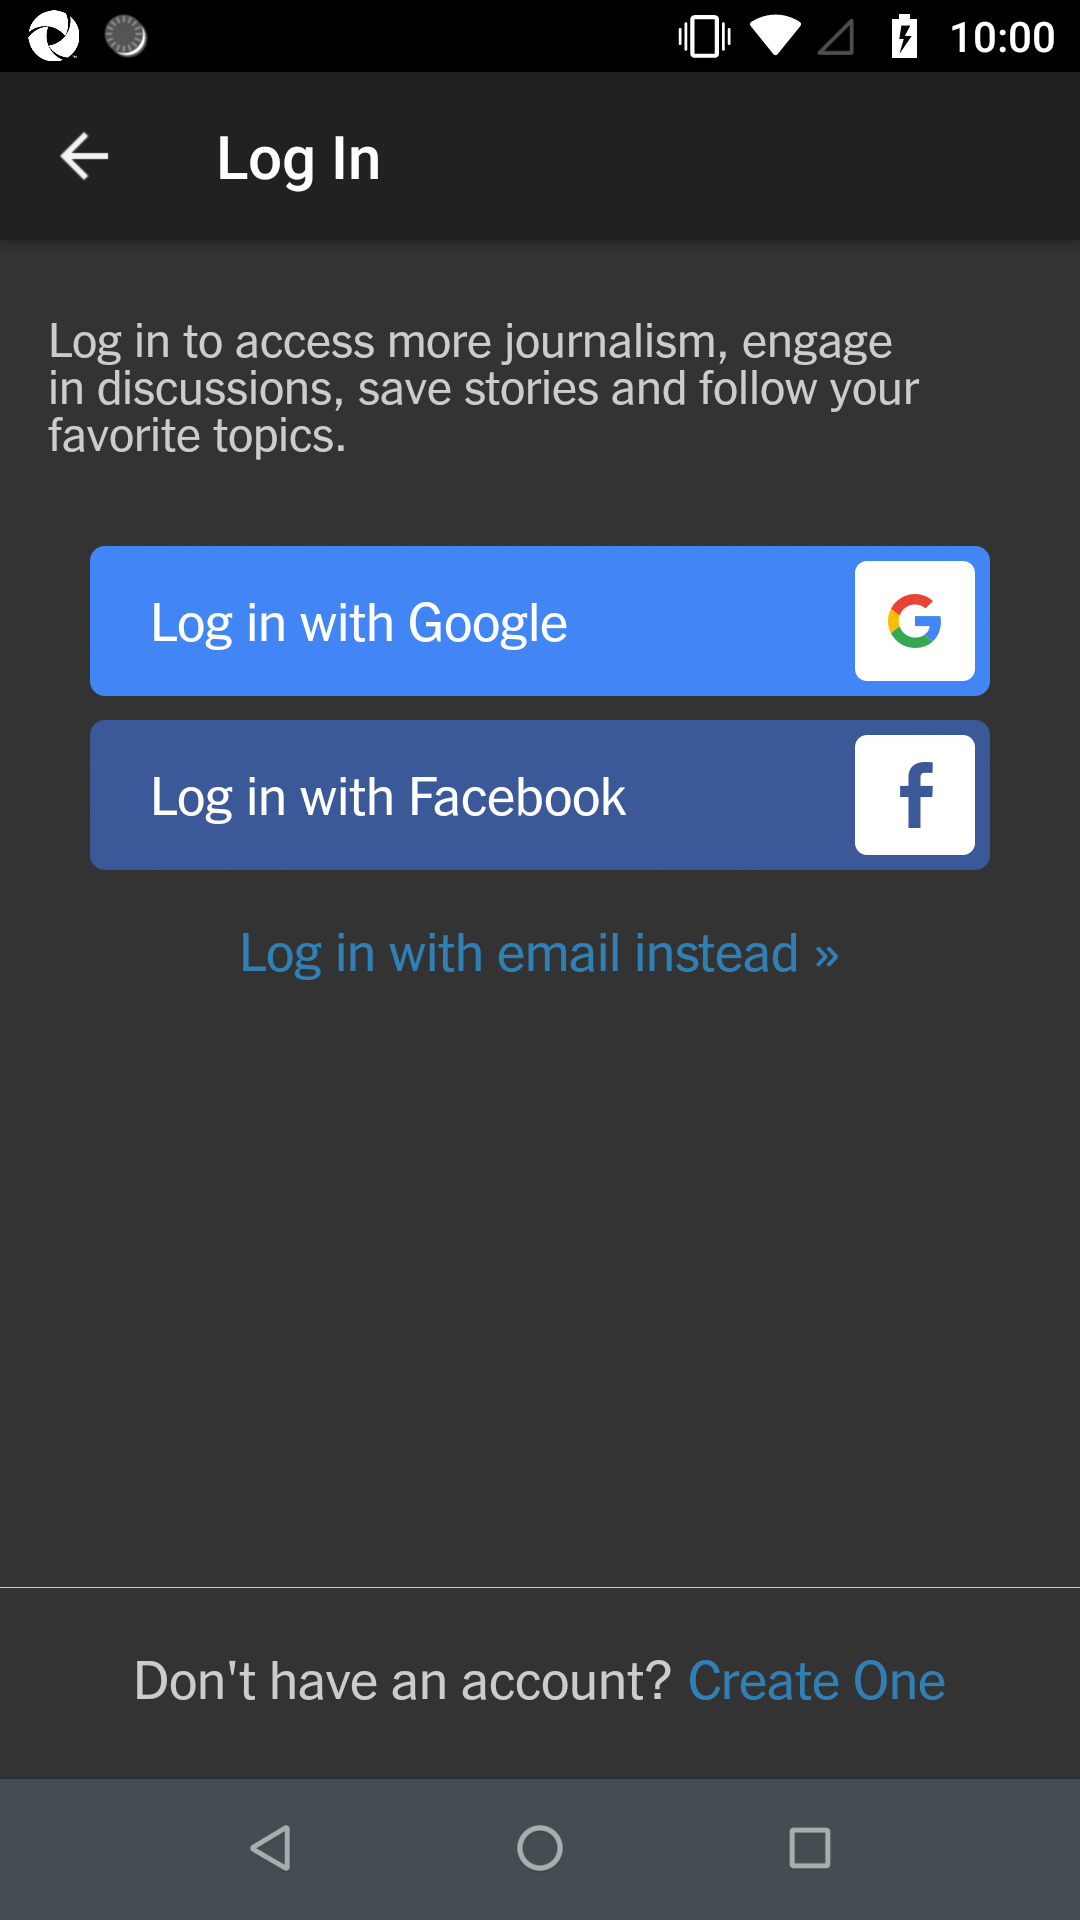 10:00
Log In
Log in to access more journalism, engage
in discussions, save stories and follow your
favorite topics.
Log in with Google
Log in with Facebook
Log in with email instead »
Don't have an account? Create One